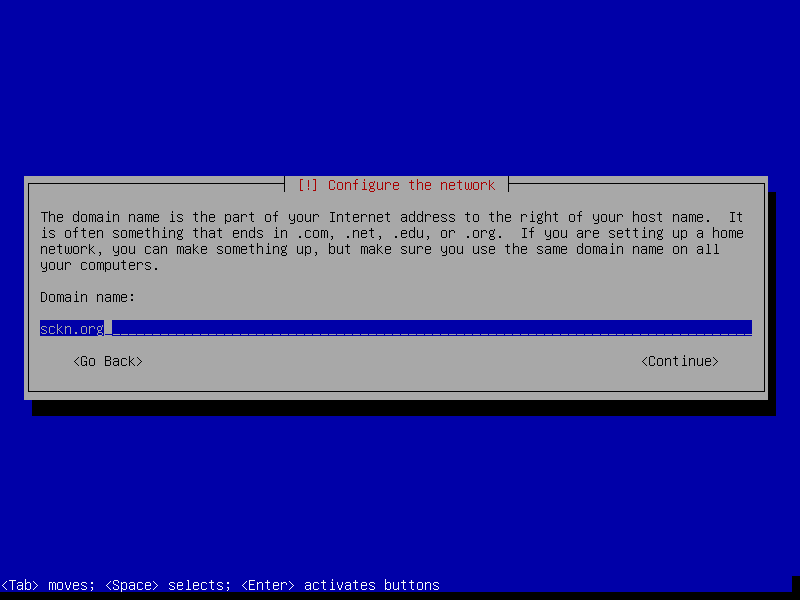 [!] Configure the network
The domain name is the part of your Internet address to the right of your host name.  It
is often something that ends in .com, .net, .edu, or .org.  If you are setting up a home
network, you can make something up, but make sure you use the same domain name on all
your computers.
Domain name:
sckn.org
<Go Back> <Continue>
<Tab> moves; <Space> selects; <Enter> activates buttons